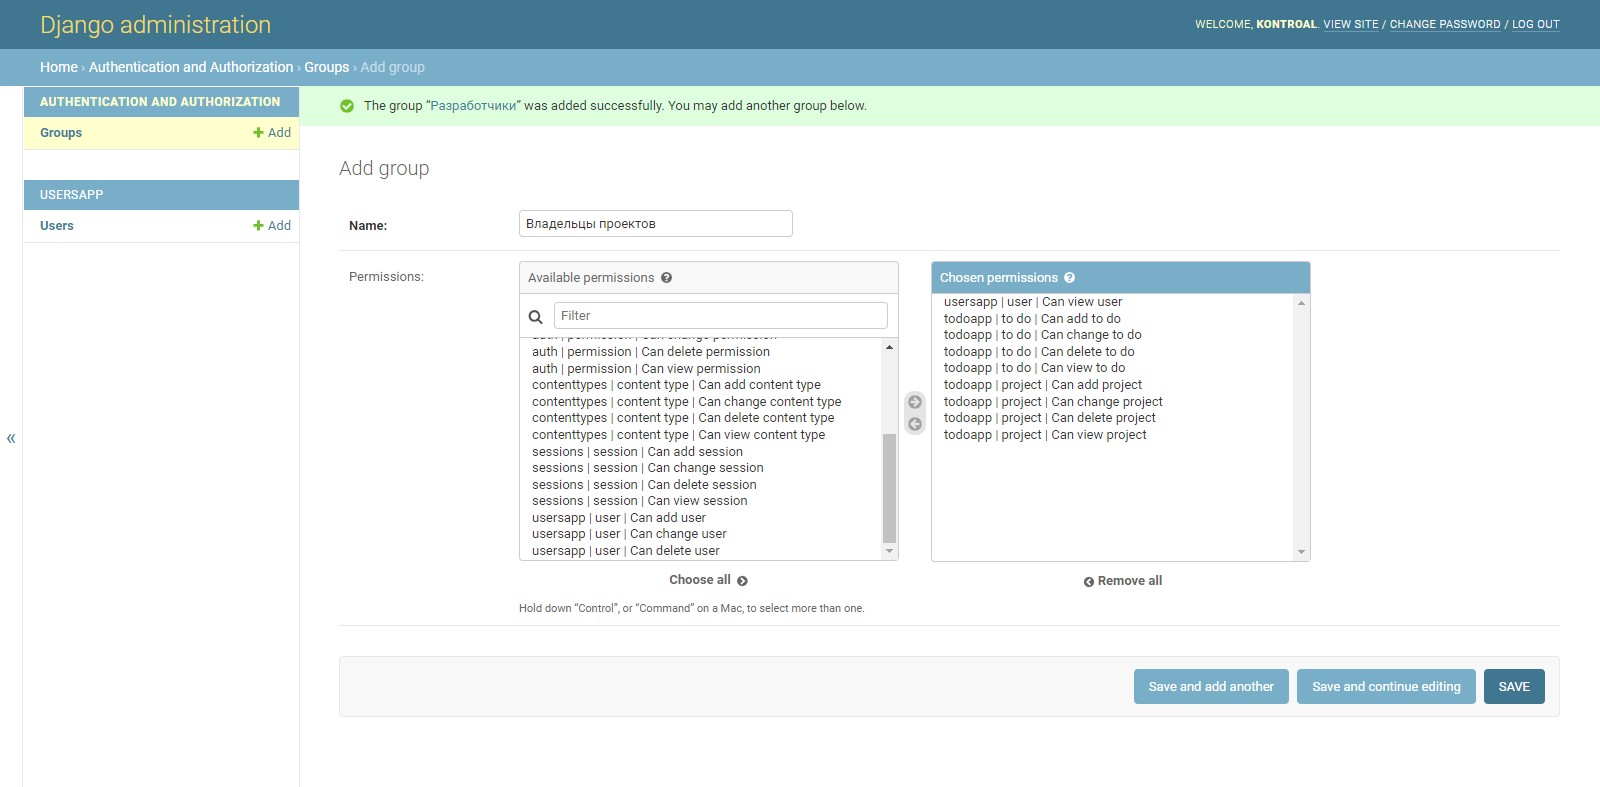 Django administration
WELCOME, KONTROAL. VIEW SITE / CHANGE PASSWORD / LOG OUT
Home › Authentication and Authorization › Groups › Add group
AUTHENTICATION AND AUTHORIZATION
Groups
Add
USERSAPP
Users
Add
«
The group “Разработчики” was added successfully. You may add another group below.
Add group
Name:
Владельцы проектов
Permissions:
Available permissions
Filter
auth | permission | Can change permission
auth | permission | Can delete permission
auth | permission | Can view permission
contenttypes | content type | Can add content type
contenttypes | content type | Can change content type
contenttypes | content type | Can delete content type
contenttypes | content type | Can view content type
sessions | session | Can add session
sessions | session | Can change session
sessions | session | Can delete session
sessions | session | Can view session
usersapp | user | Can add user
usersapp | user | Can change user
usersapp | user | Can delete user
Choose all
Hold down “Control”, or “Command” on a Mac, to select more than one.
Chosen permissions
usersapp | user | Can view user
todoapp | to do | Can add to do
todoapp | to do | Can change to do
todoapp | to do | Can delete to do
todoapp | to do | Can view to do
todoapp | project | Can add project
todoapp | project | Can change project
todoapp | project | Can delete project
todoapp | project | Can view project
Remove all
Save and add another
Save and continue editing
SAVE